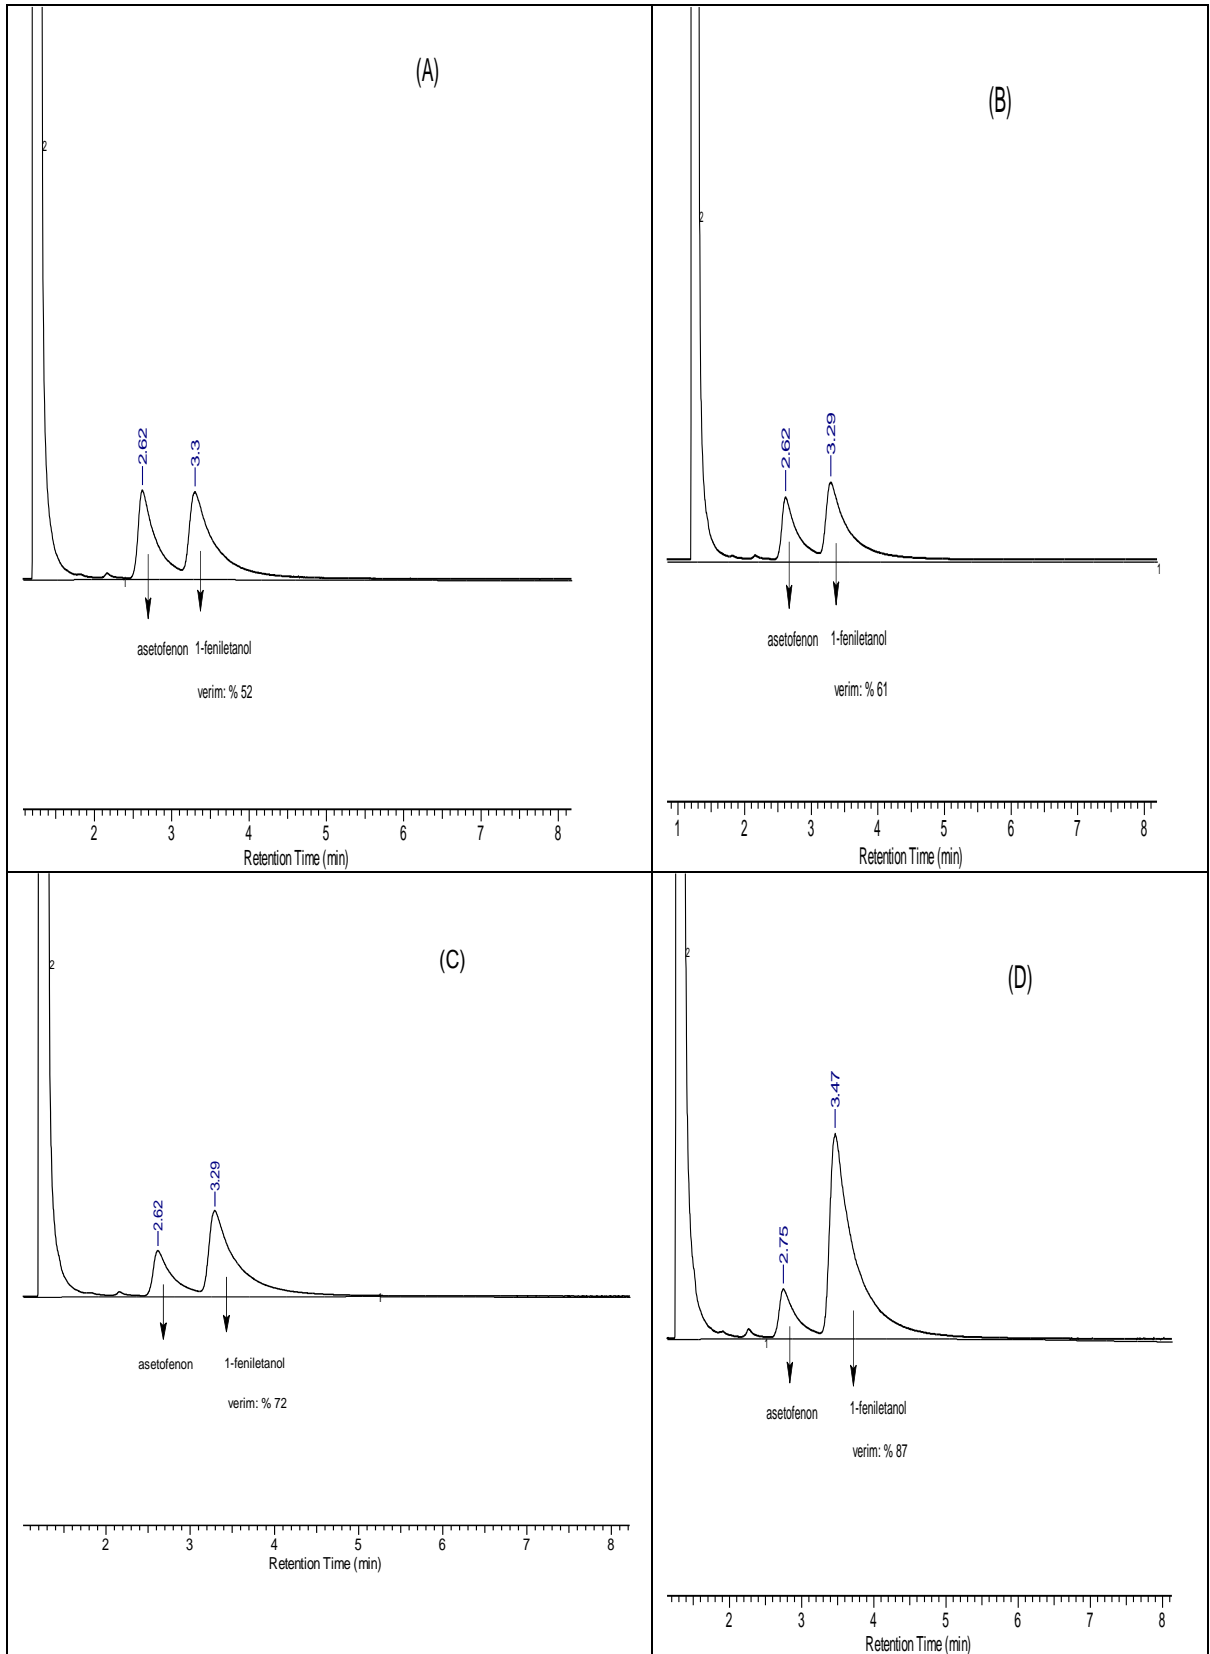 (A)
2
2.62
3.3
asetofenon 1-feniletanol
verim: % 52
2 3 4 5 6 7 8
Retention Time (min)
(B)
2
2.62
3.29
1
asetofenon 1-feniletanol
verim: % 61
1 2 3 4 5 6 7 8
Retention Time (min)
(C)
2
2.62
3.29
1
asetofenon 1-feniletanol
verim: % 72
2 3 4 5 6 7 8
Retention Time (min)
(D)
2
3.47
2.75
1
asetofenon 1-feniletanol
verim: % 87
2 3 4 5 6 7 8
Retention Time (min)